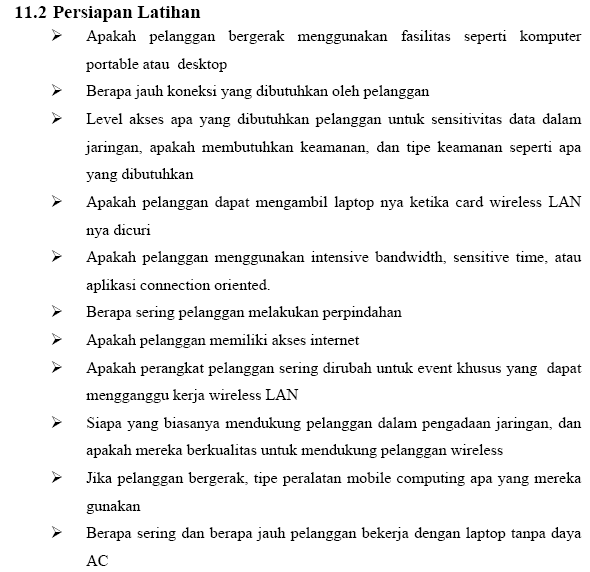 11.2 Persiapan Latihan
➢ Apakah pelanggan bergerak menggunakan fasilitas seperti komputer
portable atau desktop
➢ Berapa jauh koneksi yang dibutuhkan oleh pelanggan
➢ Level akses apa yang dibutuhkan pelanggan untuk sensitivitas data dalam
jaringan, apakah membutuhkan keamanan, dan tipe keamanan seperti apa
yang dibutuhkan
➢ Apakah pelanggan dapat mengambil laptop nya ketika card wireless LAN
nya dicuri
➢ Apakah pelanggan menggunakan intensive bandwidth, sensitive time, atau
aplikasi connection oriented.
➢ Berapa sering pelanggan melakukan perpindahan
➢ Apakah pelanggan memiliki akses internet
➢ Apakah perangkat pelanggan sering dirubah untuk event khusus yang dapat
mengganggu kerja wireless LAN
➢ Siapa yang biasanya mendukung pelanggan dalam pengadaan jaringan, dan
apakah mereka berkualitas untuk mendukung pelanggan wireless
➢ Jika pelanggan bergerak, tipe peralatan mobile computing apa yang mereka
gunakan
➢ Berapa sering dan berapa jauh pelanggan bekerja dengan laptop tanpa daya
AC